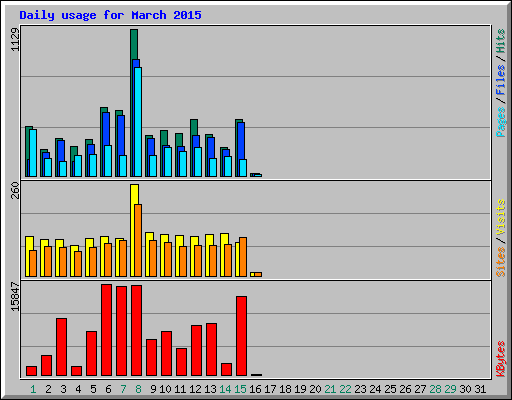 Daily usage for March 2015
1129
Pages / Files / Hits
260
Sites / Visits
15847
KBytes
1 2 3 4 5 6 7 8 9 10 11 12 13 14 15 16 17 18 19 20 21 22 23 24 25 26 27 28 29 30 31